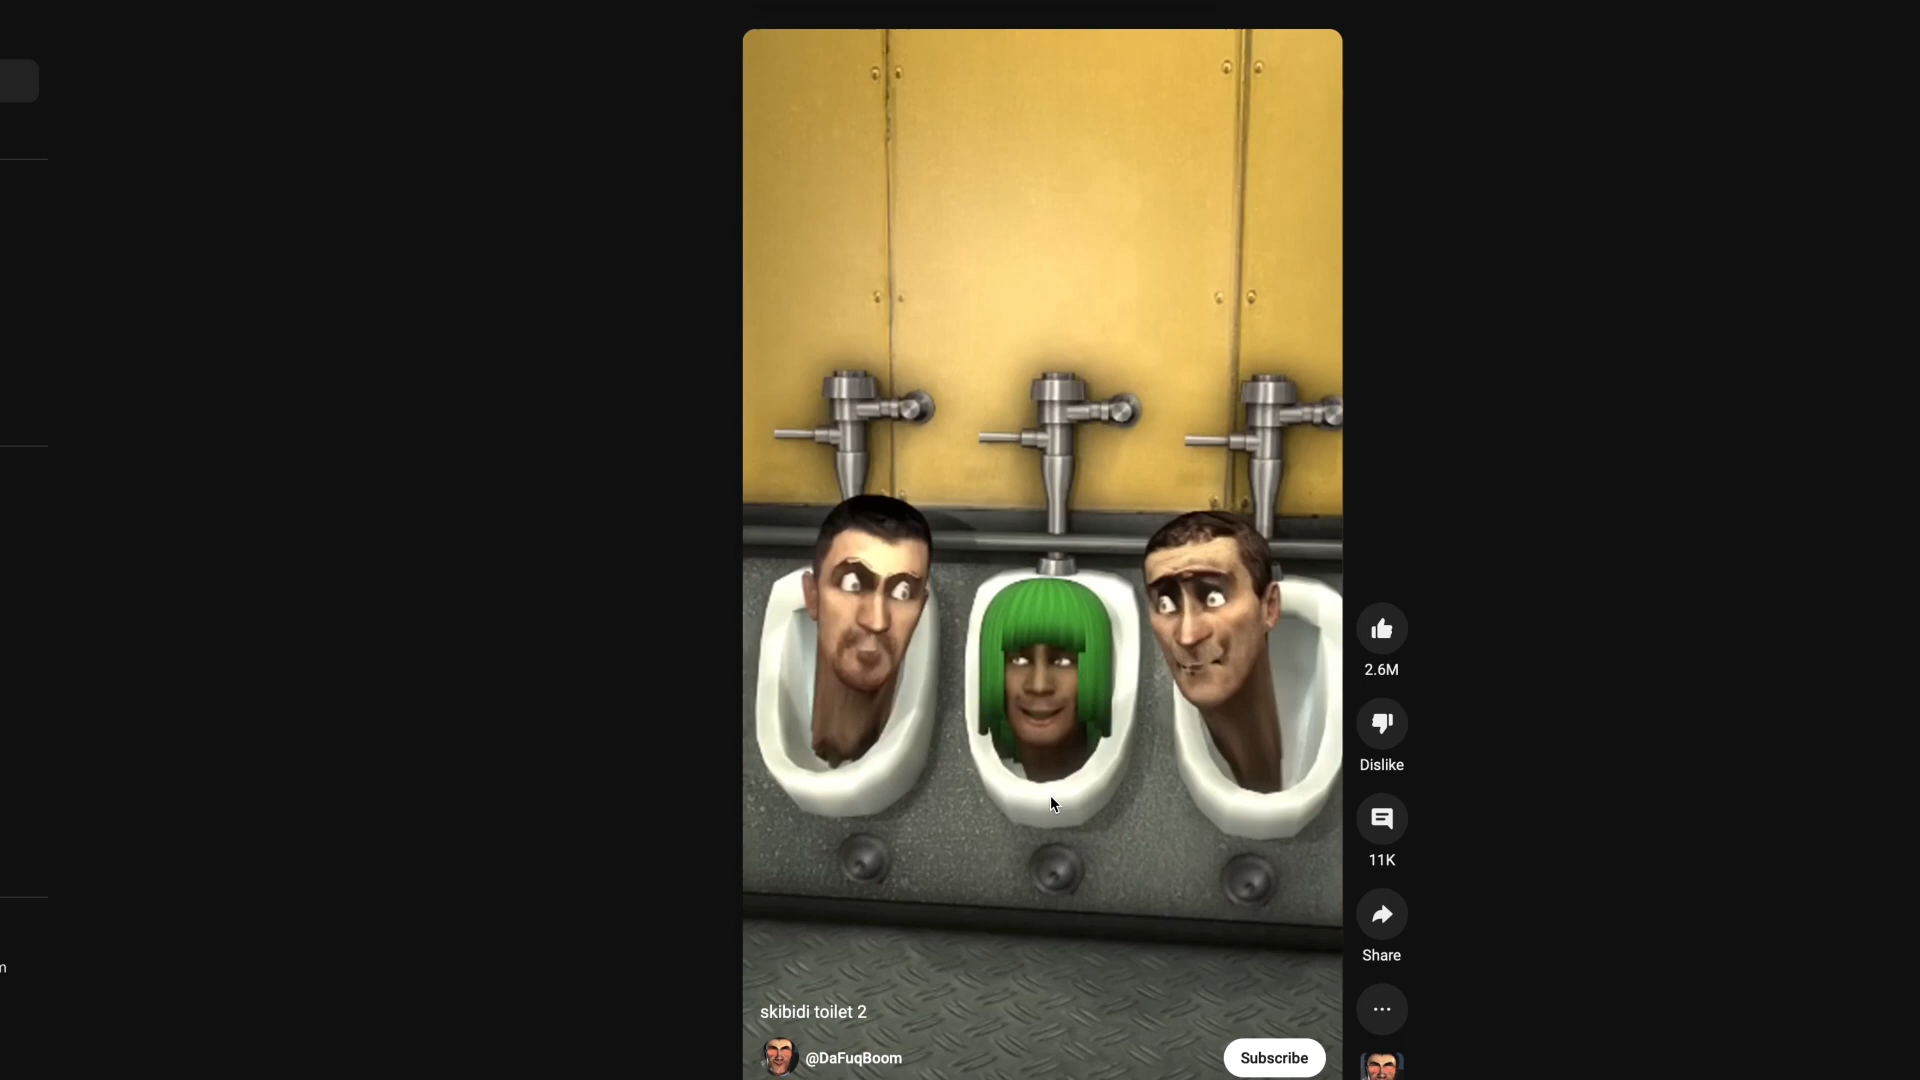 2.6M
Dislike
11K
Share
m
skibidi toilet 2
@DaFuqBoom
Subscribe